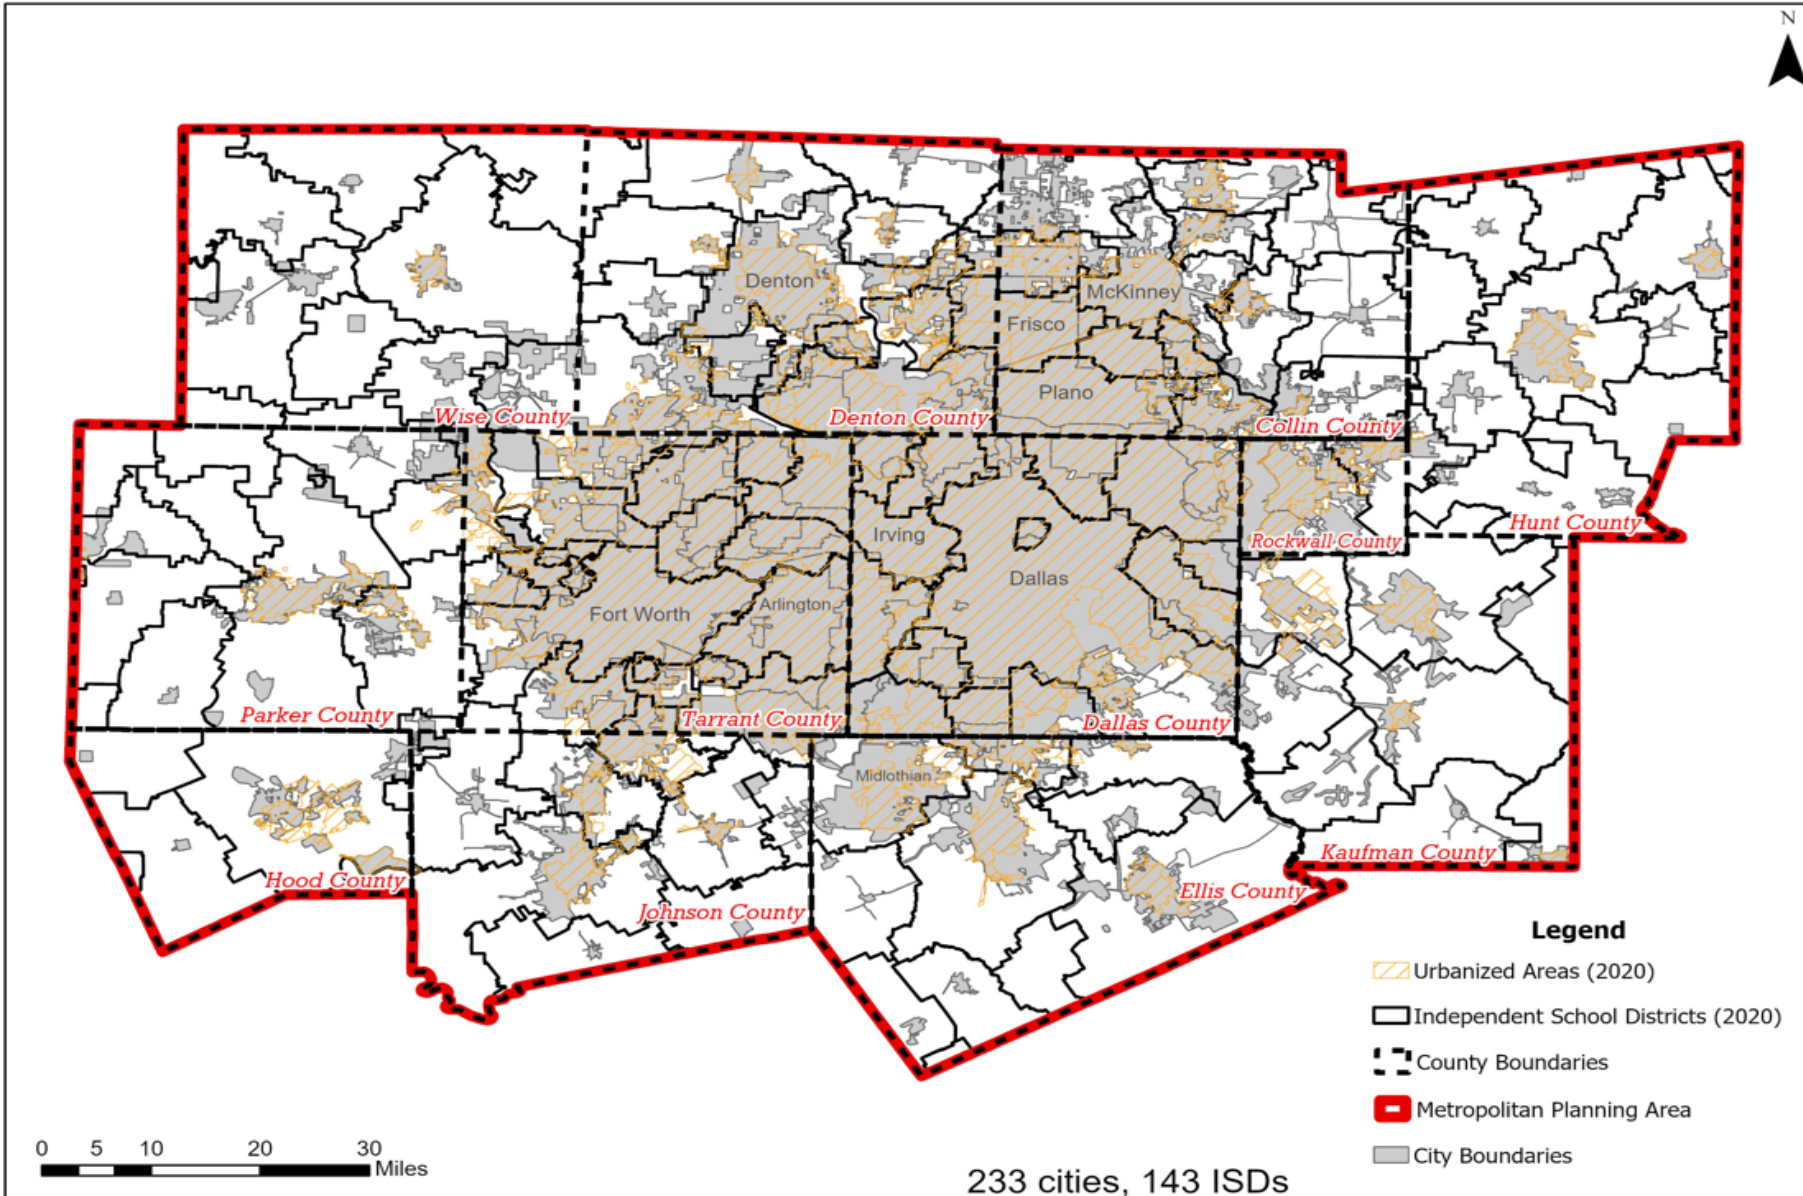 N
Denton
McKinney
Frisco
Plano
Wise County
Denton County
Collin County
Hunt County
Irving
Rockwall County
Dallas
Fort Worth
Arlington
Parker County
Tarrant County
Dallas County
Midlothian
Hood County
Johnson County
Ellis County
Kaufman County
Legend
Urbanized Areas (2020)
Independent School Districts (2020)
County Boundaries
Metropolitan Planning Area
City Boundaries
0 5 10 20 30
Miles
233 cities, 143 ISDs